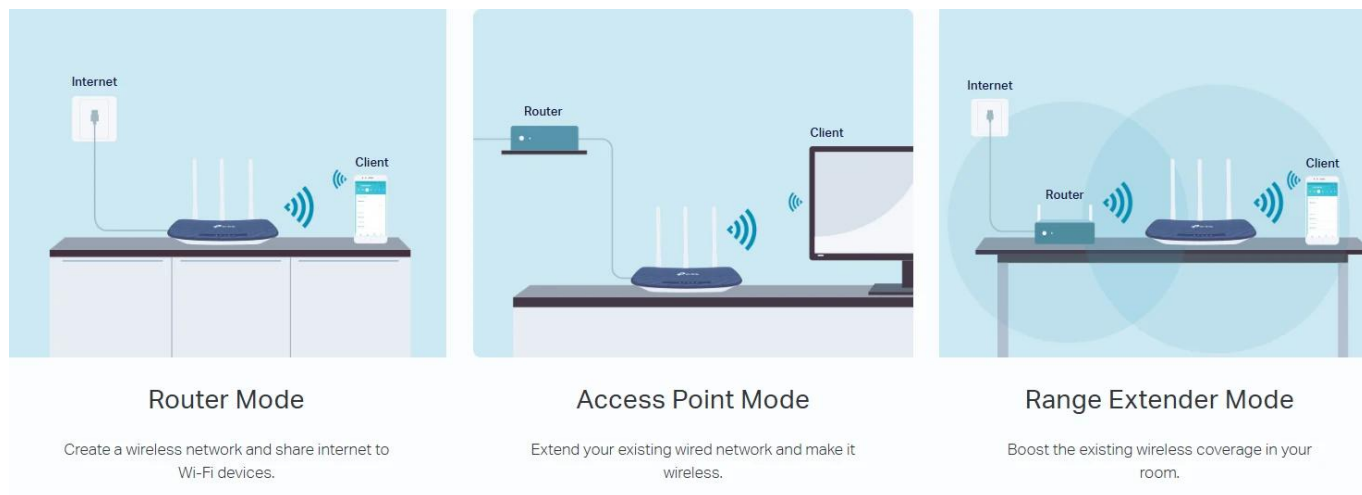 Internet
Client
Router Mode
Create a wireless network and share internet to
Wi-Fi devices.
Router
Client
Access Point Mode
Extend your existing wired network and make it
wireless.
Internet
Router
Client
Range Extender Mode
Boost the existing wireless coverage in your
room.